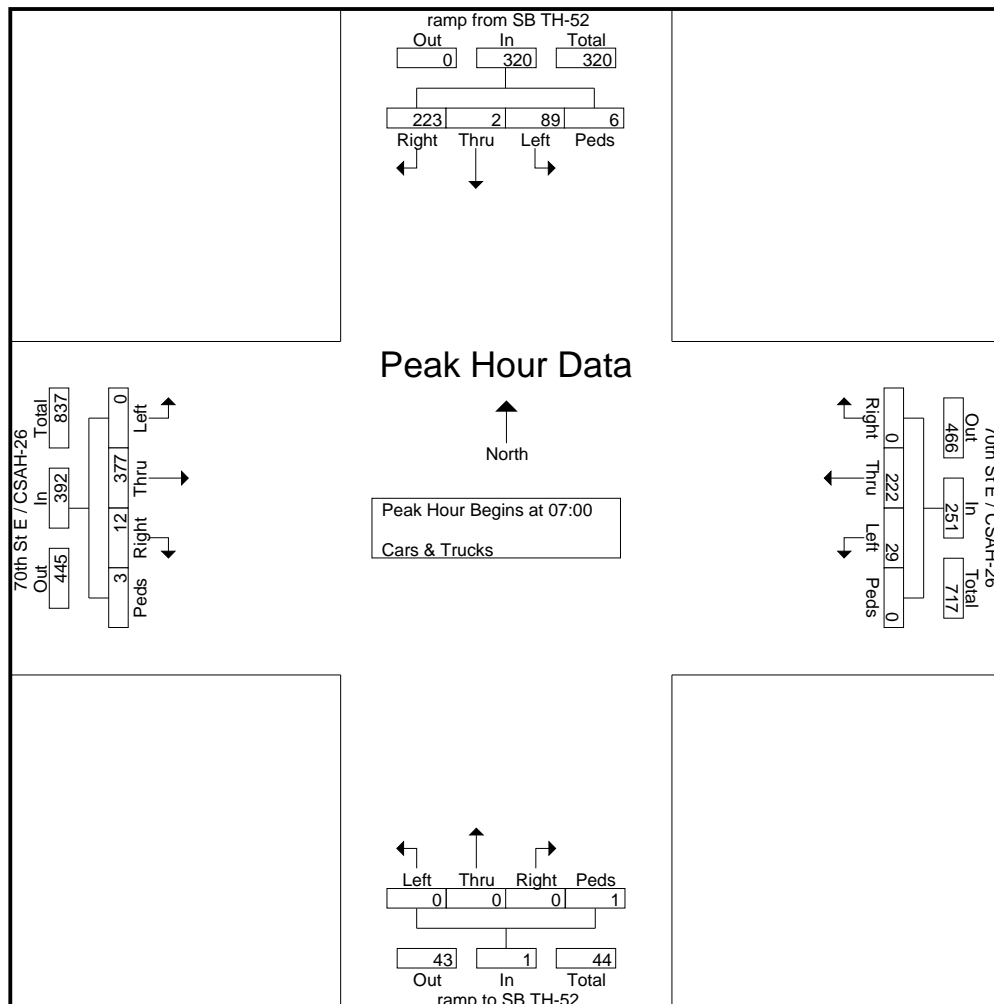 ramp from SB TH-52
Out In Total
0 320 320
223 2 89 6
Right Thru Left Peds
Peak Hour Data
North
Peak Hour Begins at 07:00
Cars & Trucks
70th St E / CSAH-26
Out In Total
445 392 837
3 12 377 0
Peds Right Thru Left
70th St E / CSAH-26
Out In Total
466 251 717
0 222 29 0
Right Thru Left Peds
Left Thru Right Peds
0 0 0 1
43 1 44
Out In Total
ramp to SB TH-52